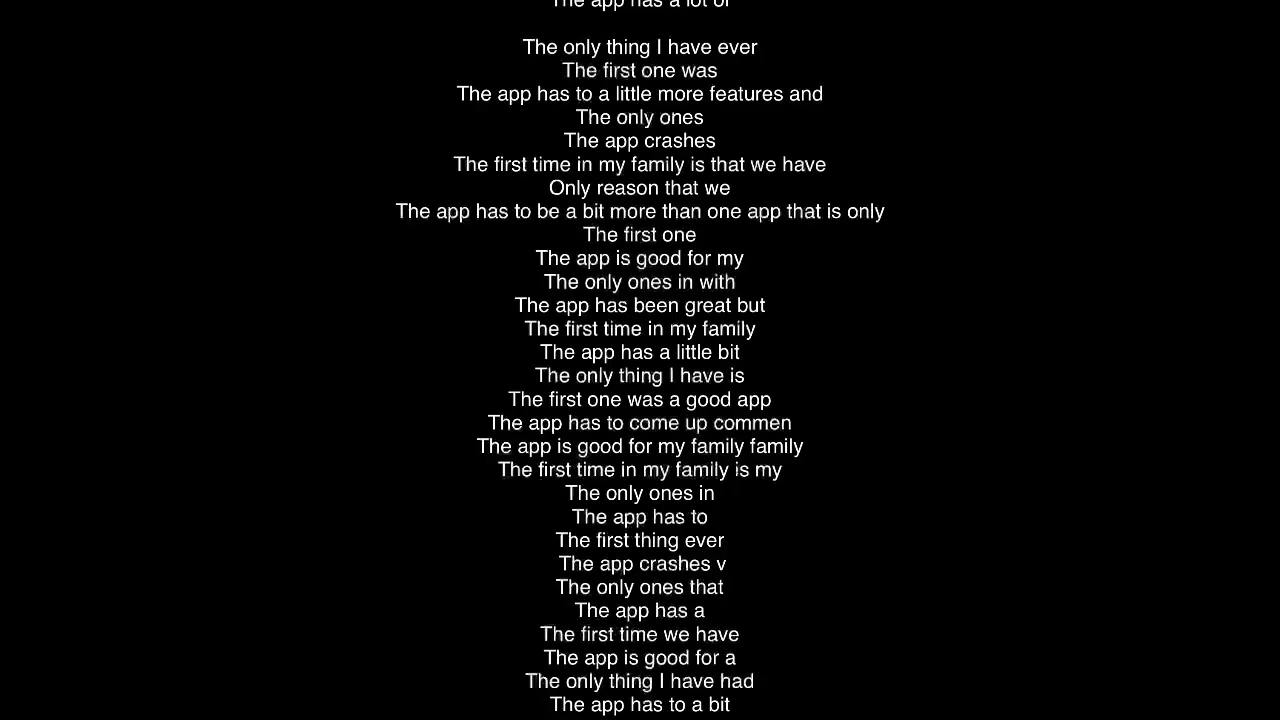 The app has a lot of
The only thing I have ever
The first one was
The app has to a little more features and
The only ones
The app crashes
The first time in my family is that we have
Only reason that we
The app has to be a bit more than one app that is only
The first one
The app is good for my
The only ones in with
The app has been great but
The first time in my family
The app has a little bit
The only thing I have is
The first one was a good app
The app has to come up commen
The app is good for my family family
The first time in my family is my
The only ones in
The app has to
The first thing ever
The app crashes v
The only ones that
The app has a
The first time we have
The app is good for a
The only thing I have had
The app has to a bit